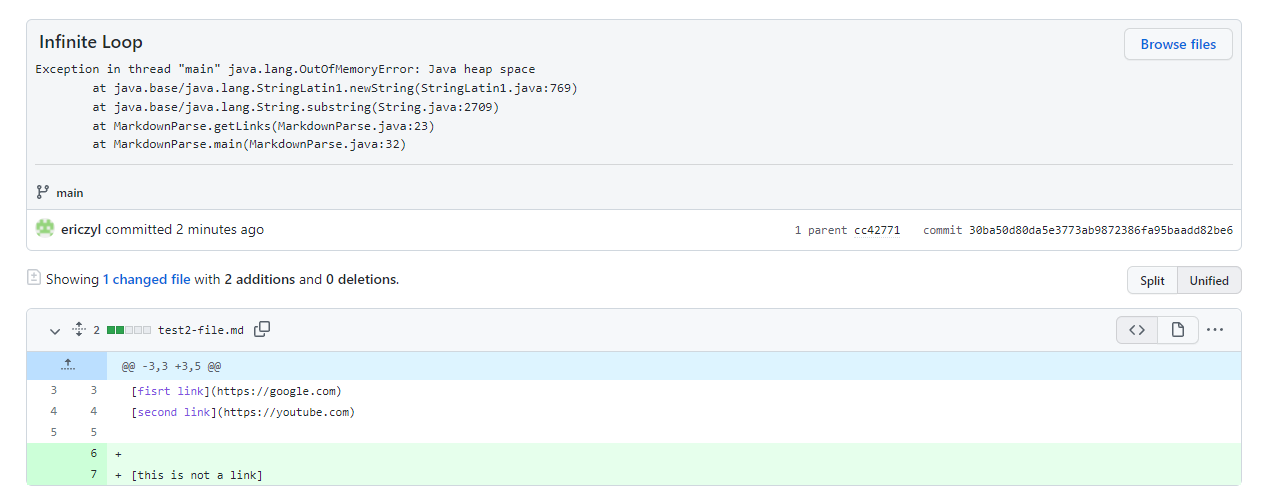 Infinite Loop
Browse files
Exception in thread "main" java.lang.OutOfMemoryError: Java heap space
at java.base/java.lang.StringLatin1.newString(StringLatin1.java:769)
at java.base/java.lang.String.substring(String.java:2709)
at MarkdownParse.getLinks(MarkdownParse.java:23)
at MarkdownParse.main(MarkdownParse.java:32)
main
ericzyl committed 2 minutes ago
1 parent cc42771 commit 30ba50d80da5e3773ab9872386fa95baadd82be6
Showing 1 changed file with 2 additions and 0 deletions.
Split Unified
2 test2-file.md
@@ -3,3 +3,5 @@
3 3 [fisrt link](https://google.com)
4 4 [second link](https://youtube.com)
5 5
6 +
7 + [this is not a link]